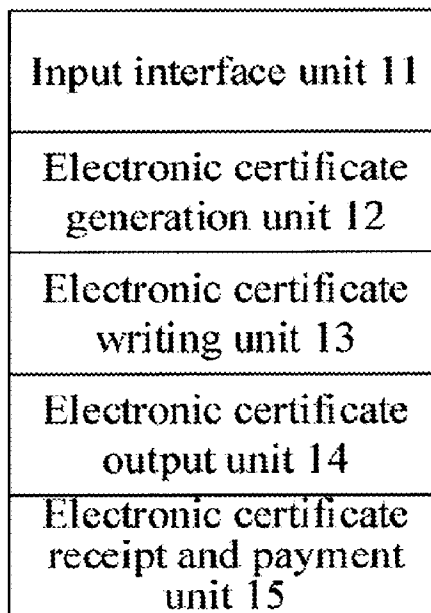 Input interface unit 11
Electronic certificate
generation unit 12
Electronic certificate
writing unit 13
Electronic certificate
output unit 14
Electronic certificate
receipt and payment
unit 15